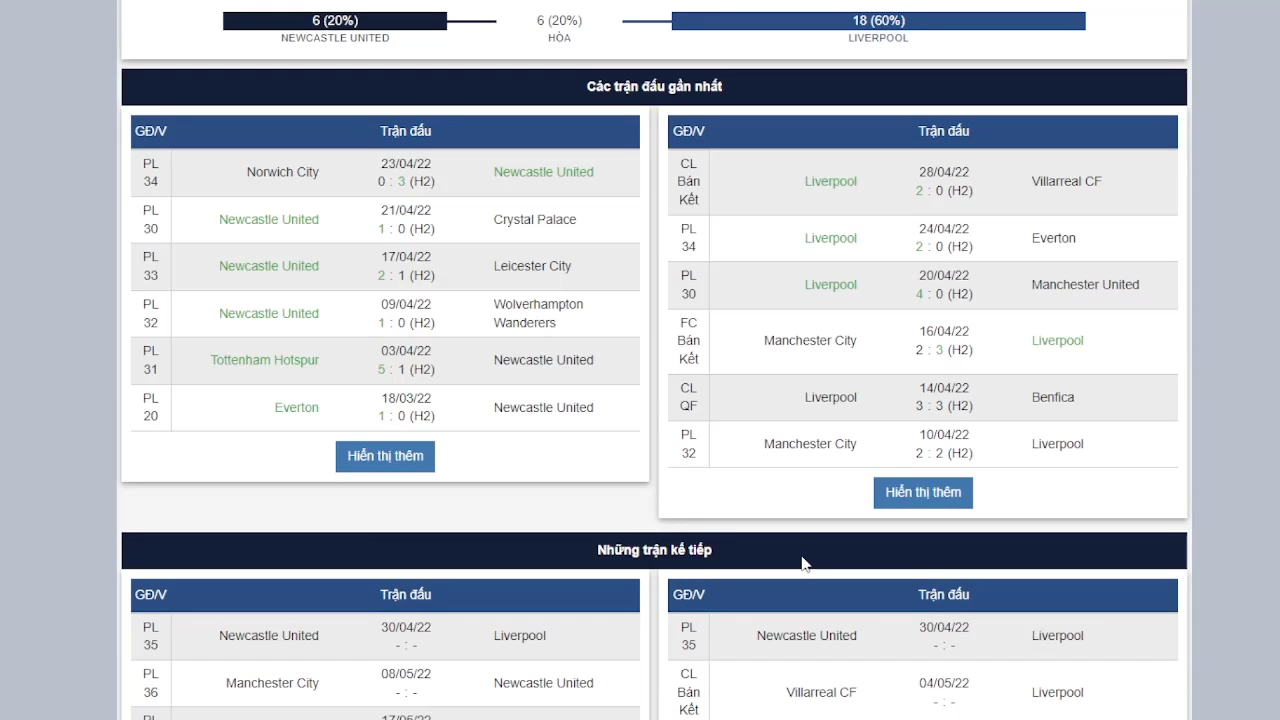 6 (20%)
6 (20%)
18 (60%)
NEWCASTLE UNITED
HÒA
LIVERPOOL
Các trận đấu gần nhất
GĐ/V Trận đấu
PL 34 Norwich City 23/04/22 0 : 3 (H2) Newcastle United
PL 30 Newcastle United 21/04/22 1 : 0 (H2) Crystal Palace
PL 33 Newcastle United 17/04/22 2 : 1 (H2) Leicester City
PL 32 Newcastle United 09/04/22 1 : 0 (H2) Wolverhampton Wanderers
PL 31 Tottenham Hotspur 03/04/22 5 : 1 (H2) Newcastle United
PL 20 Everton 18/03/22 1 : 0 (H2) Newcastle United
Hiển thị thêm
GĐ/V Trận đấu
CL Bán Kết Liverpool 28/04/22 2 : 0 (H2) Villarreal CF
PL 34 Liverpool 24/04/22 2 : 0 (H2) Everton
PL 30 Liverpool 20/04/22 4 : 0 (H2) Manchester United
FC Bán Kết Manchester City 16/04/22 2 : 3 (H2) Liverpool
CL QF Liverpool 14/04/22 3 : 3 (H2) Benfica
PL 32 Manchester City 10/04/22 2 : 2 (H2) Liverpool
Hiển thị thêm
Những trận kế tiếp
GĐ/V Trận đấu
PL 35 Newcastle United 30/04/22 - : - Liverpool
PL 36 Manchester City 08/05/22 - : - Newcastle United
PL 17/05/22
GĐ/V Trận đấu
PL 35 Newcastle United 30/04/22 - : - Liverpool
CL Bán Kết Villarreal CF 04/05/22 - : - Liverpool